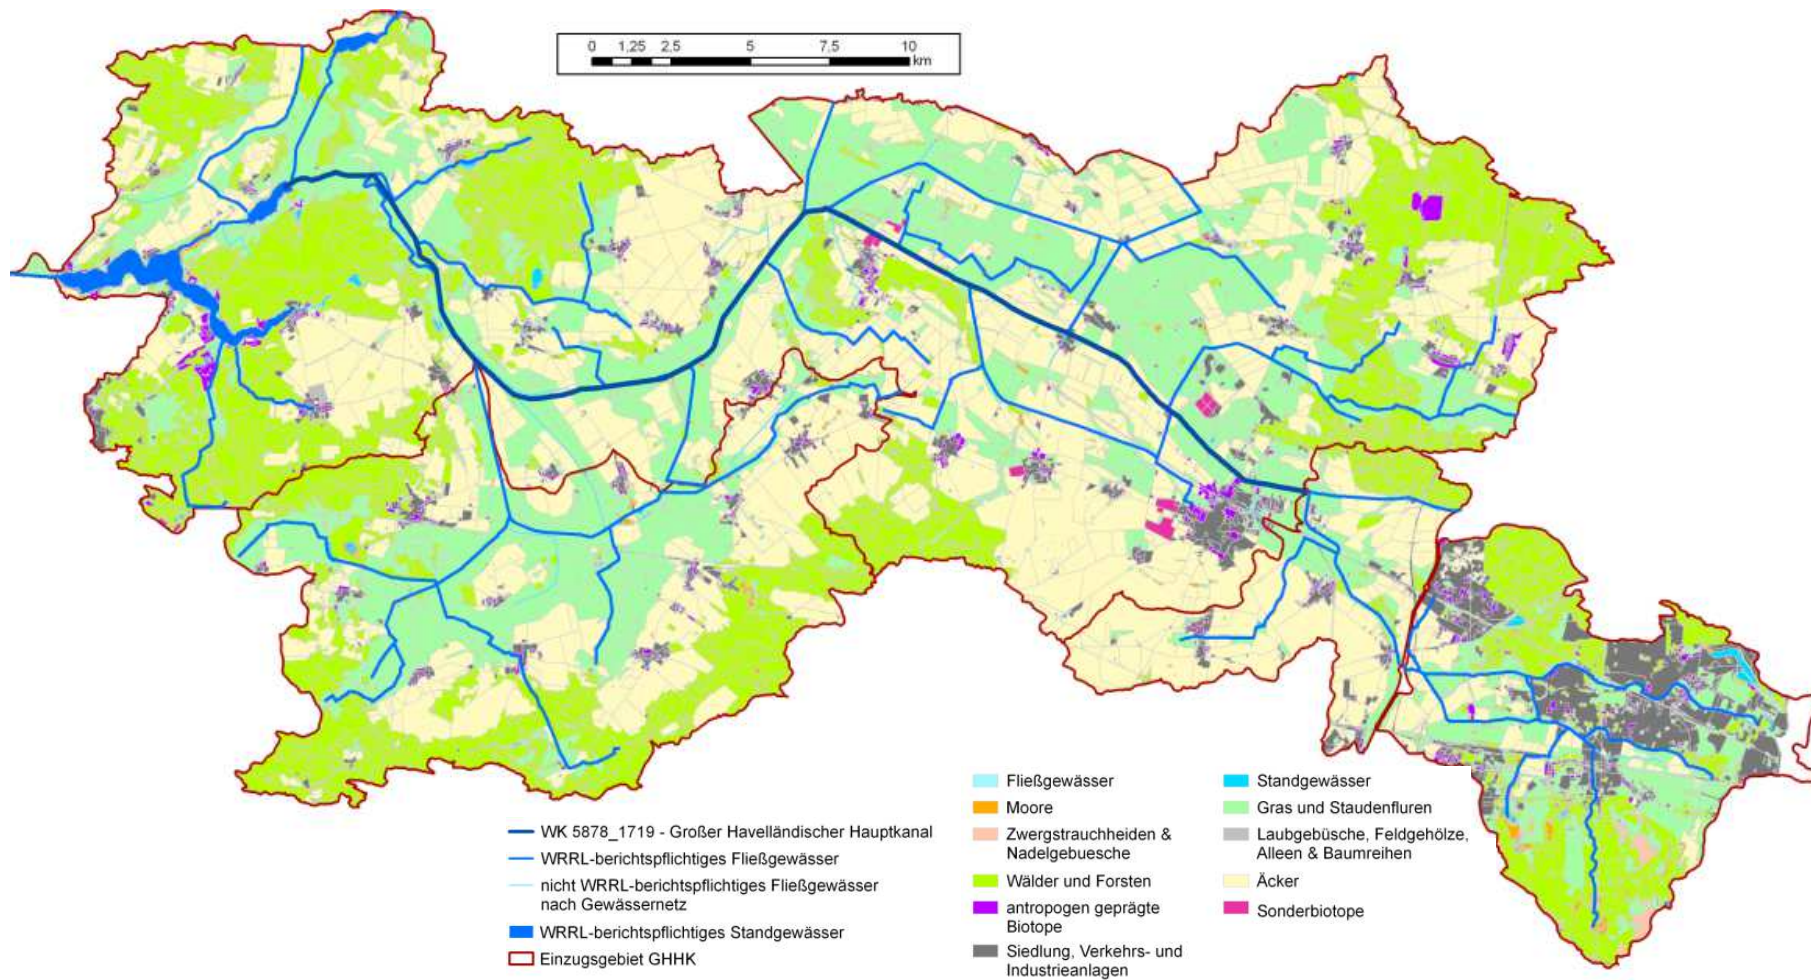 0 1,25 2,5 5 7,5 10
km
WK 5878_1719 - Großer Havelländischer Hauptkanal
WRRL-berichtspflichtiges Fließgewässer
nicht WRRL-berichtspflichtiges Fließgewässer
nach Gewässernetz
WRRL-berichtspflichtiges Standgewässer
Einzugsgebiet GHHK
Fließgewässer
Moore
Zwergstrauchheiden &
Nadelgebuesche
Wälder und Forsten
antropogen geprägte
Biotope
Siedlung, Verkehrs- und
Industrieanlagen
Standgewässer
Gras und Staudenfluren
Laubgebüsche, Feldgehölze,
Alleen & Baumreihen
Äcker
Sonderbiotope